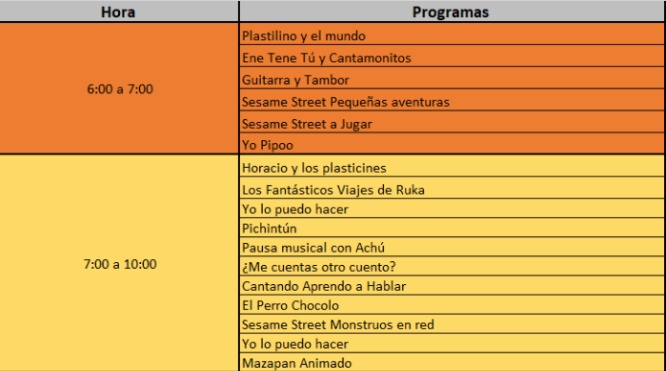 Hora Programas
Plastilino y el mundo
Ene Tene Tú y Cantamonitos
Guitarra y Tambor
6:00 a 7:00
Sesame Street Pequeñas aventuras
Sesame Street a Jugar
Yo Pipoo
Horacio y los plasticines
Los Fantásticos Viajes de Ruka
Yo lo puedo hacer
Pichintún
Pausa musical con Achú
7:00 a 10:00
¿Me cuentas otro cuento?
Cantando Aprendo a Hablar
El Perro Chocolo
Sesame Street Monstruos en red
Yo lo puedo hacer
Mazapan Animado